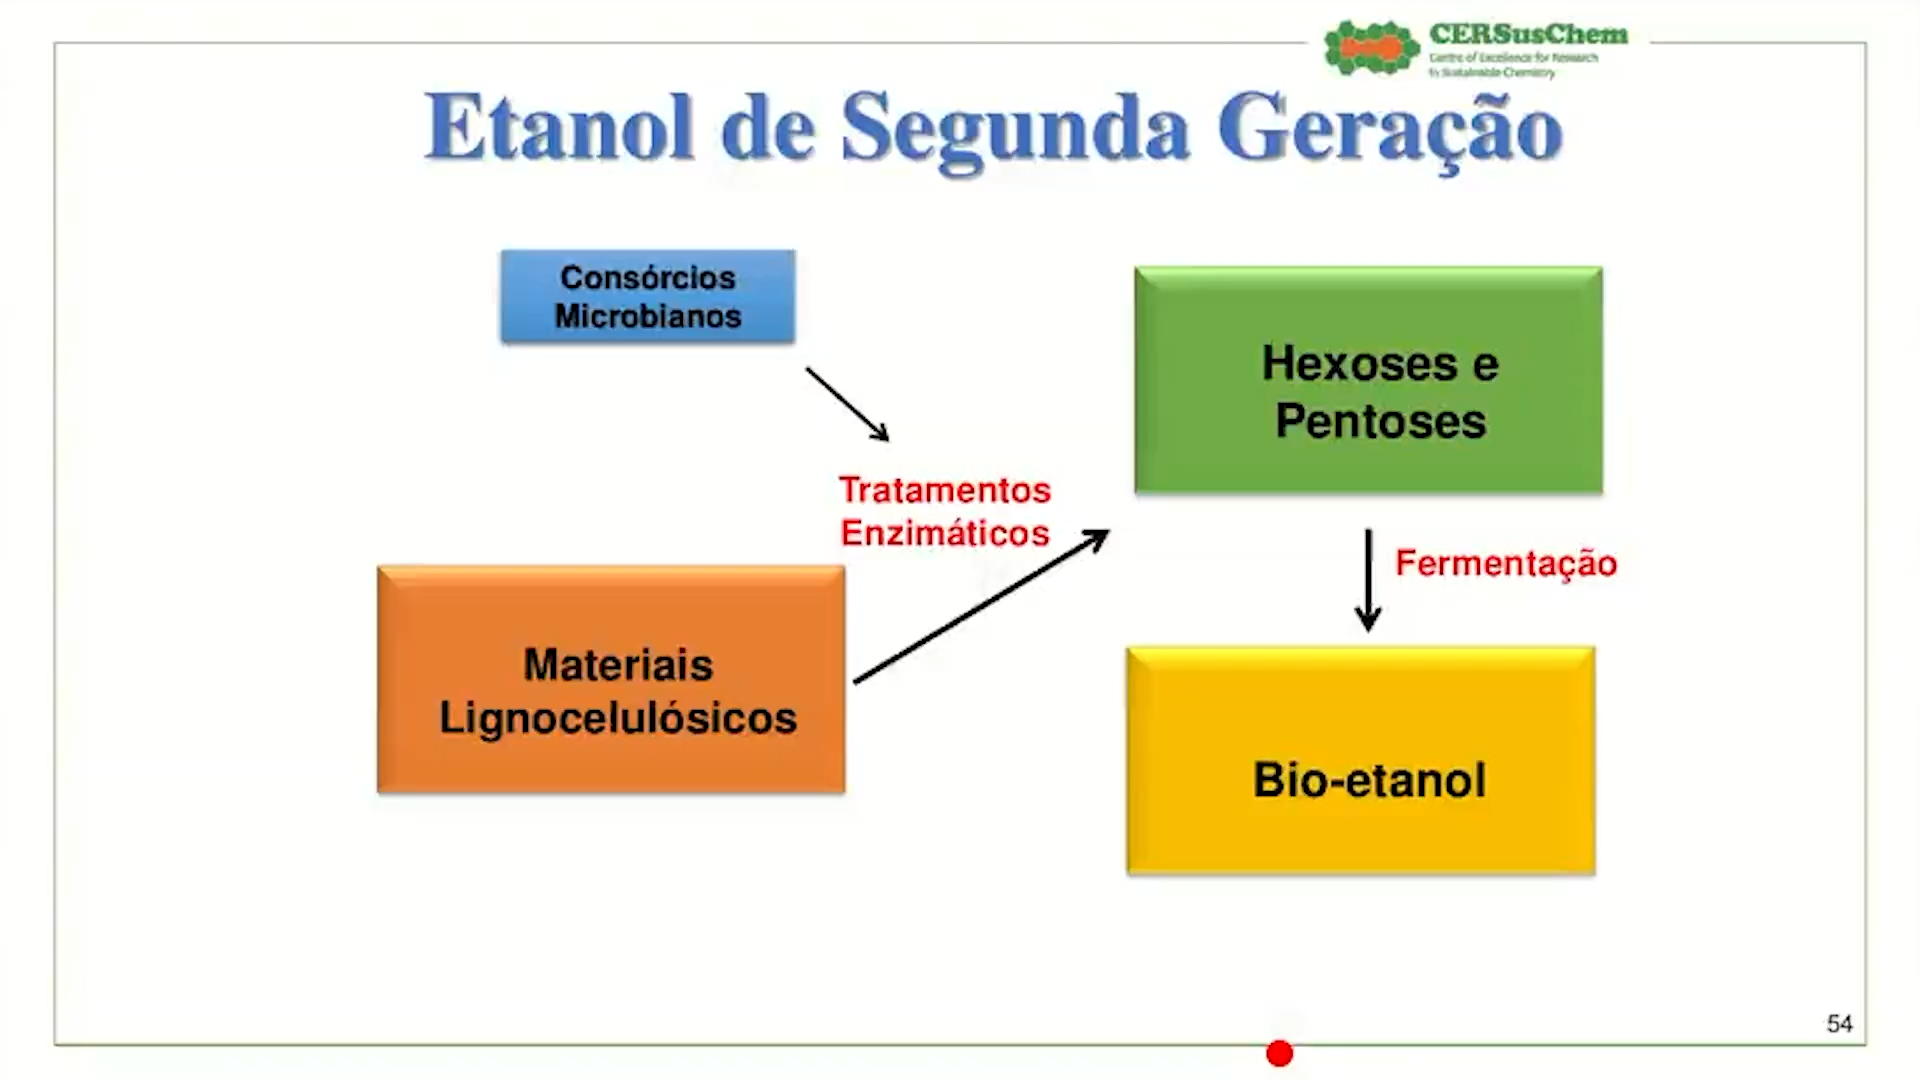 CERSusChem
Centre of Excellence for Research
in Sustainable Chemistry
Etanol de Segunda Geração
Consórcios
Microbianos
Hexoses e
Pentoses
Tratamentos
Enzimáticos
Fermentação
Materiais
Lignocelulósicos
Bio-etanol
54